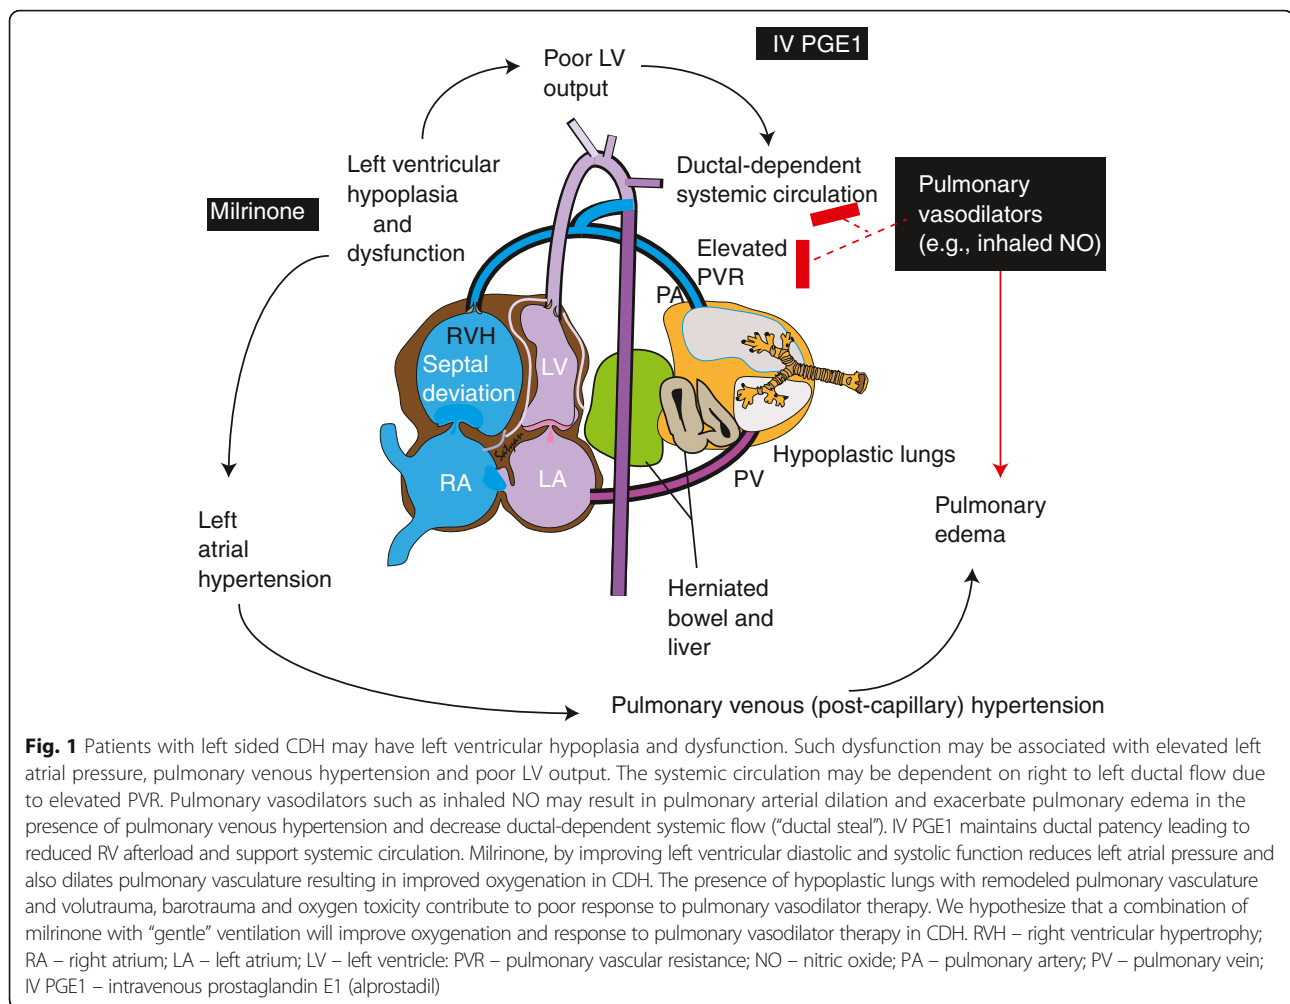 IV PGE1
Poor LV
output
Left ventricular
hypoplasia
and
dysfunction
Ductal-dependent
systemic circulation
Pulmonary
vasodilators
(e.g., inhaled NO)
Milrinone
Elevated
PVR
PA
RVH
Septal
deviation
LV
Satyan
RA
LA
PV
Hypoplastic lungs
Left
atrial
hypertension
Pulmonary
edema
Herniated
bowel and
liver
Pulmonary venous (post-capillary) hypertension
Fig. 1 Patients with left sided CDH may have left ventricular hypoplasia and dysfunction. Such dysfunction may be associated with elevated left
atrial pressure, pulmonary venous hypertension and poor LV output. The systemic circulation may be dependent on right to left ductal flow due
to elevated PVR. Pulmonary vasodilators such as inhaled NO may result in pulmonary arterial dilation and exacerbate pulmonary edema in the
presence of pulmonary venous hypertension and decrease ductal-dependent systemic flow (“ductal steal”). IV PGE1 maintains ductal patency leading to
reduced RV afterload and support systemic circulation. Milrinone, by improving left ventricular diastolic and systolic function reduces left atrial pressure and
also dilates pulmonary vasculature resulting in improved oxygenation in CDH. The presence of hypoplastic lungs with remodeled pulmonary vasculature
and volutrauma, barotrauma and oxygen toxicity contribute to poor response to pulmonary vasodilator therapy. We hypothesize that a combination of
milrinone with “gentle” ventilation will improve oxygenation and response to pulmonary vasodilator therapy in CDH. RVH – right ventricular hypertrophy;
RA – right atrium; LA – left atrium; LV – left ventricle: PVR – pulmonary vascular resistance; NO – nitric oxide; PA – pulmonary artery; PV – pulmonary vein;
IV PGE1 – intravenous prostaglandin E1 (alprostadil)